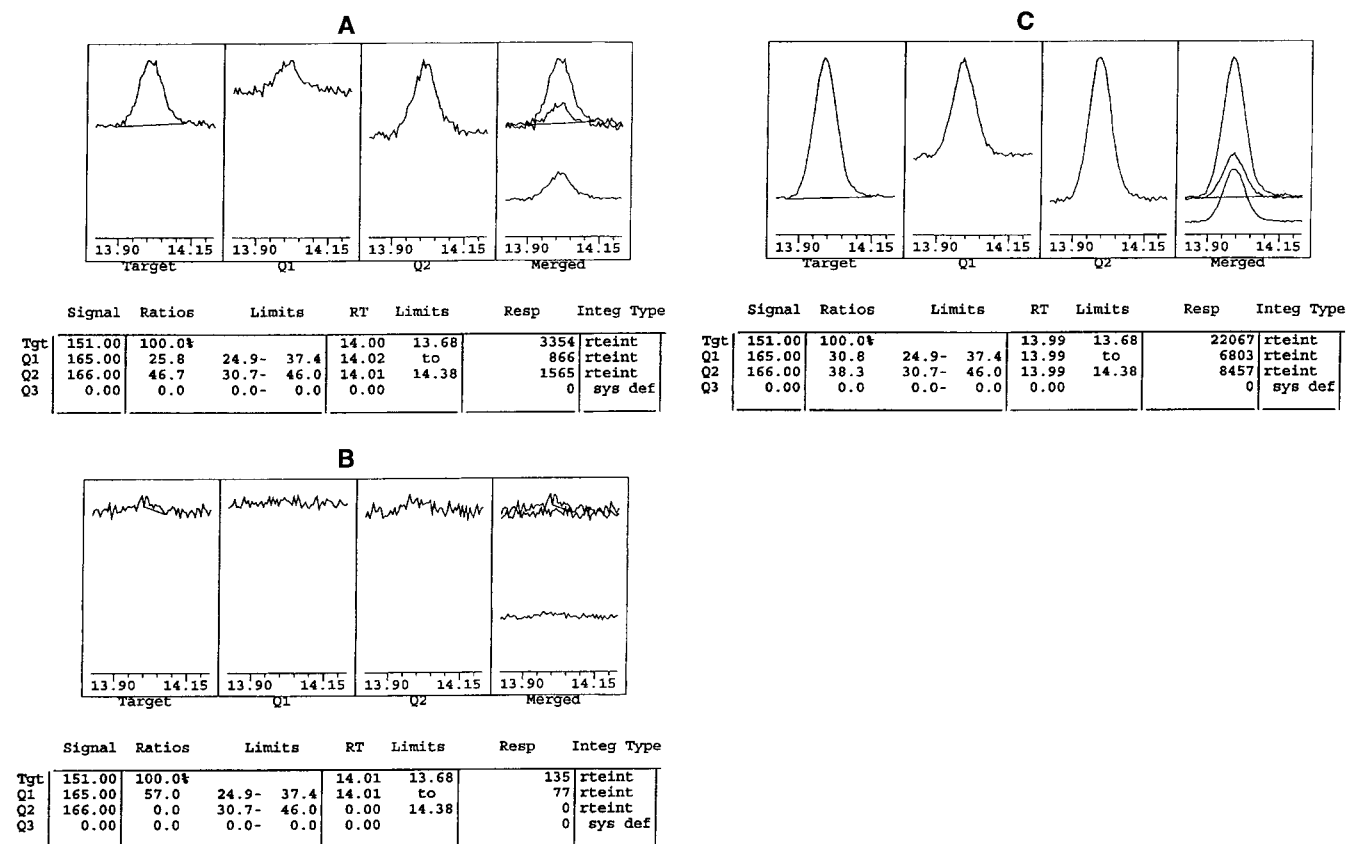 A
13.90 14.15 13.90 14.15 13.90 14.15 13.90 14.15
Target Q1 Q2 Merged
Signal Ratios Limits RT Limits Resp Integ Type
Tgt 151.00 100.0% 14.00 13.68 3354 rteint
Q1 165.00 25.8 24.9- 37.4 14.02 to 866 rteint
Q2 166.00 46.7 30.7- 46.0 14.01 14.38 1565 rteint
Q3 0.00 0.0 0.0- 0.0 0.00 0 sys def
B
13.90 14.15 13.90 14.15 13.90 14.15 13.90 14.15
Target Q1 Q2 Merged
Signal Ratios Limits RT Limits Resp Integ Type
Tgt 151.00 100.0% 14.01 13.68 135 rteint
Q1 165.00 57.0 24.9- 37.4 14.01 to 77 rteint
Q2 166.00 0.0 30.7- 46.0 0.00 14.38 0 rteint
Q3 0.00 0.0 0.0- 0.0 0.00 0 sys def
C
13.90 14.15 13.90 14.15 13.90 14.15 13.90 14.15
Target Q1 Q2 Merged
Signal Ratios Limits RT Limits Resp Integ Type
Tgt 151.00 100.0% 13.99 13.68 22067 rteint
Q1 165.00 30.8 24.9- 37.4 13.99 to 6803 rteint
Q2 166.00 38.3 30.7- 46.0 13.99 14.38 8457 rteint
Q3 0.00 0.0 0.0- 0.0 0.00 0 sys def